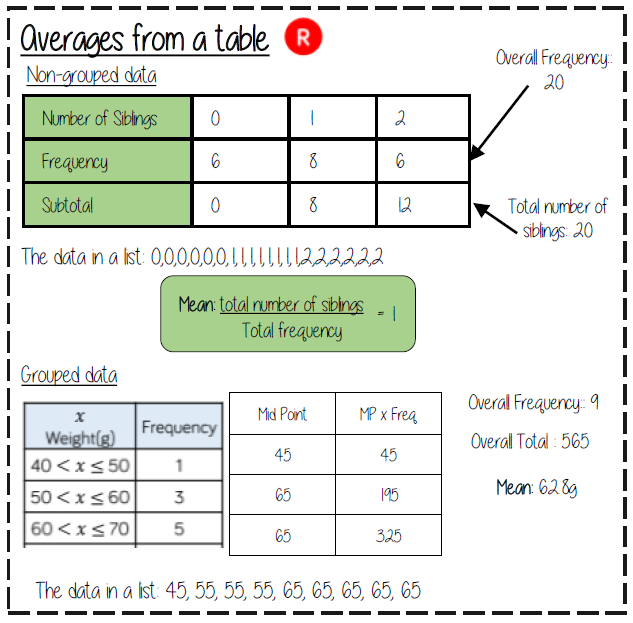 Averages from a table R
Non-grouped data
Overall Frequency::
20
Number of Siblings 0 1 2
Frequency 6 8 6
Subtotal 0 8 12
Total number of
siblings: 20
The data in a list: 0,0,0,0,0,0,1,1,1,1,1,1,1,1,2,2,2,2,2,2
Mean: total number of siblings = 1
Total frequency
Grouped data
x
Weight(g) Frequency
40 < x ≤ 50 1
50 < x ≤ 60 3
60 < x ≤ 70 5
Mid Point MP x Freq
45 45
65 195
65 325
Overall Frequency:: 9
Overall Total : 565
Mean: 62.8g
The data in a list: 45, 55, 55, 55, 65, 65, 65, 65, 65